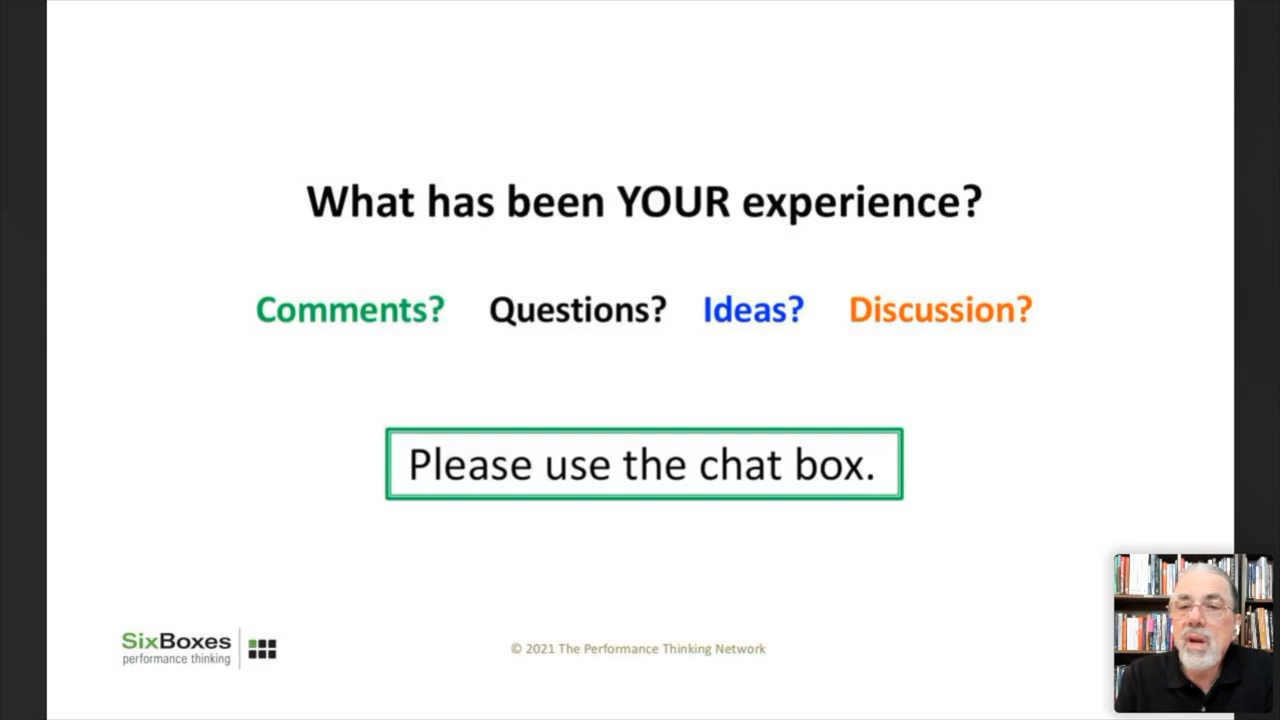 What has been YOUR experience?
Comments? Questions? Ideas? Discussion?
Please use the chat box.
SixBoxes
performance thinking
© 2021 The Performance Thinking Network